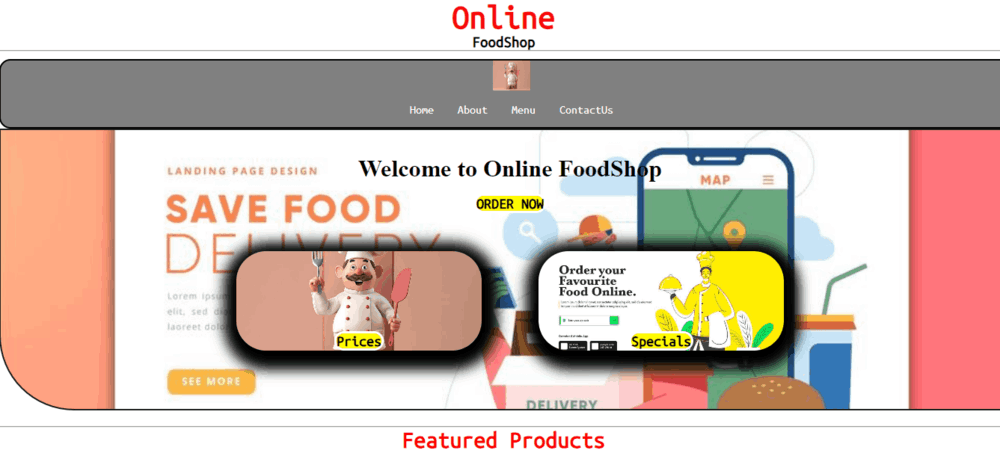 Online
FoodShop
Home About Menu ContactUs
LANDING PAGE DESIGN
Welcome to Online FoodShop
MAP
SAVE FOOD
ORDER NOW
DELIVERY
Order your
Favourite
Food Online.
Lorem ipsum
elit, sed
laoreet dolor
Prices
Specials
SEE MORE
DELIVERY
Featured Products